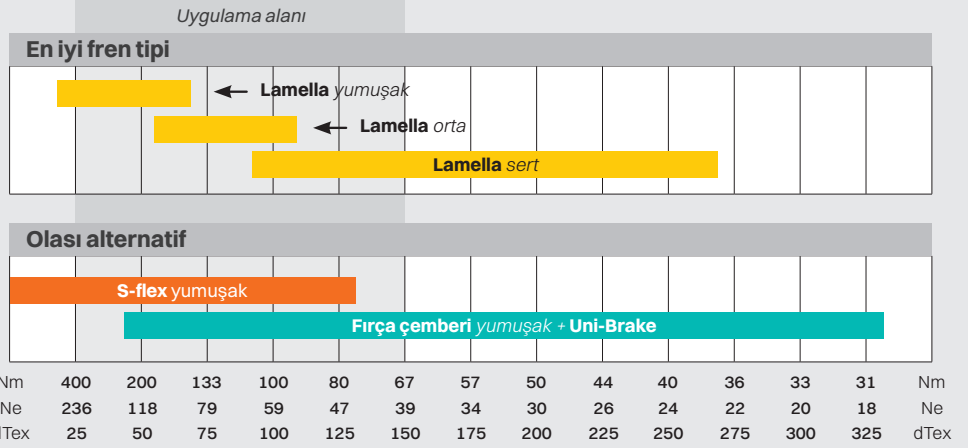 Uygulama alanı
En iyi fren tipi
Lamella yumuşak
Lamella orta
Lamella sert
Olası alternatif
S-flex yumuşak
Fırça çemberi yumuşak + Uni-Brake
Nm 400 200 133 100 80 67 57 50 44 40 36 33 31 Nm
Ne 236 118 79 59 47 39 34 30 26 24 22 20 18 Ne
dTex 25 50 75 100 125 150 175 200 225 250 275 300 325 dTex